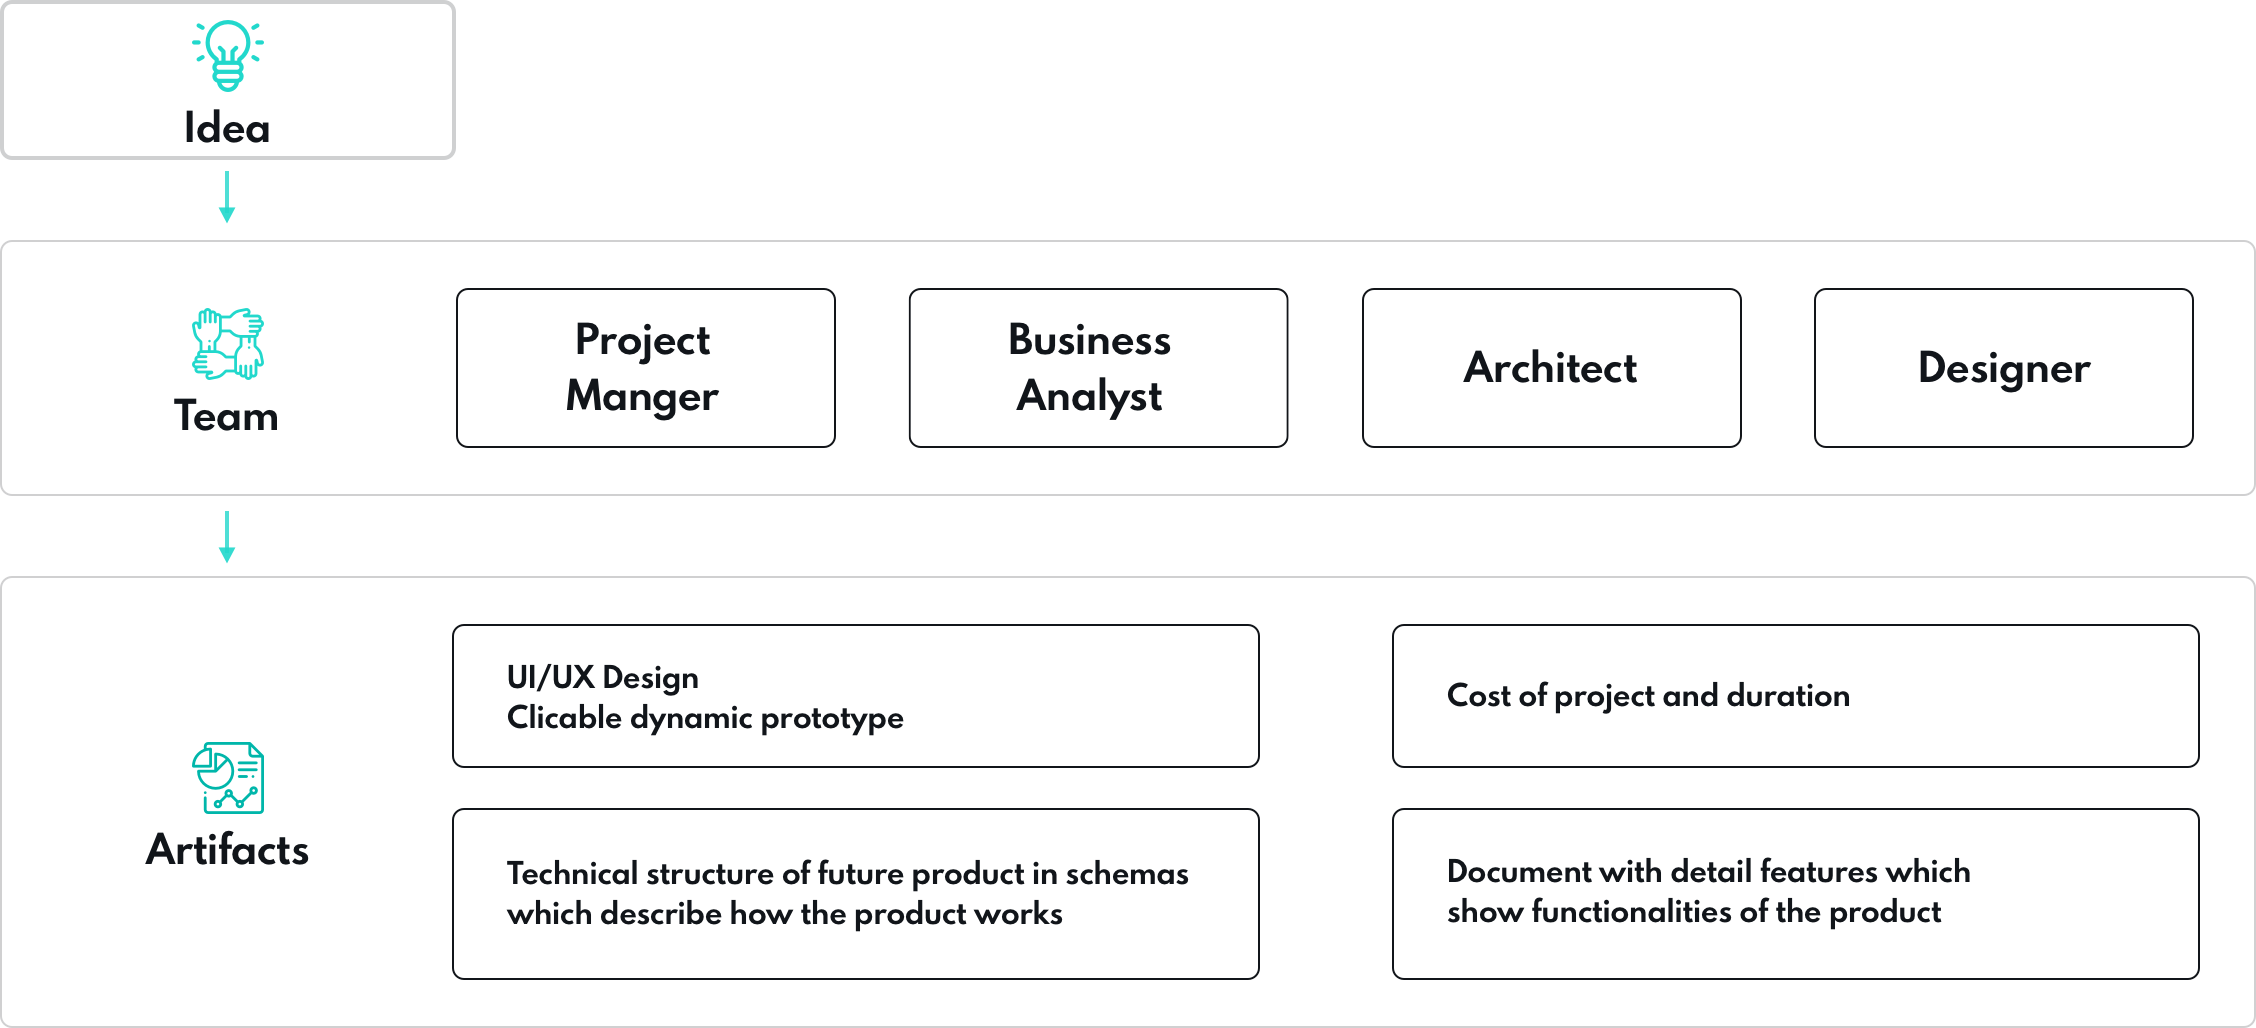 Idea
Team
Project
Manger
Business
Analyst
Architect
Designer
Artifacts
UI/UX Design
Clicable dynamic prototype
Cost of project and duration
Technical structure of future product in schemas
which describe how the product works
Document with detail features which
show functionalities of the product